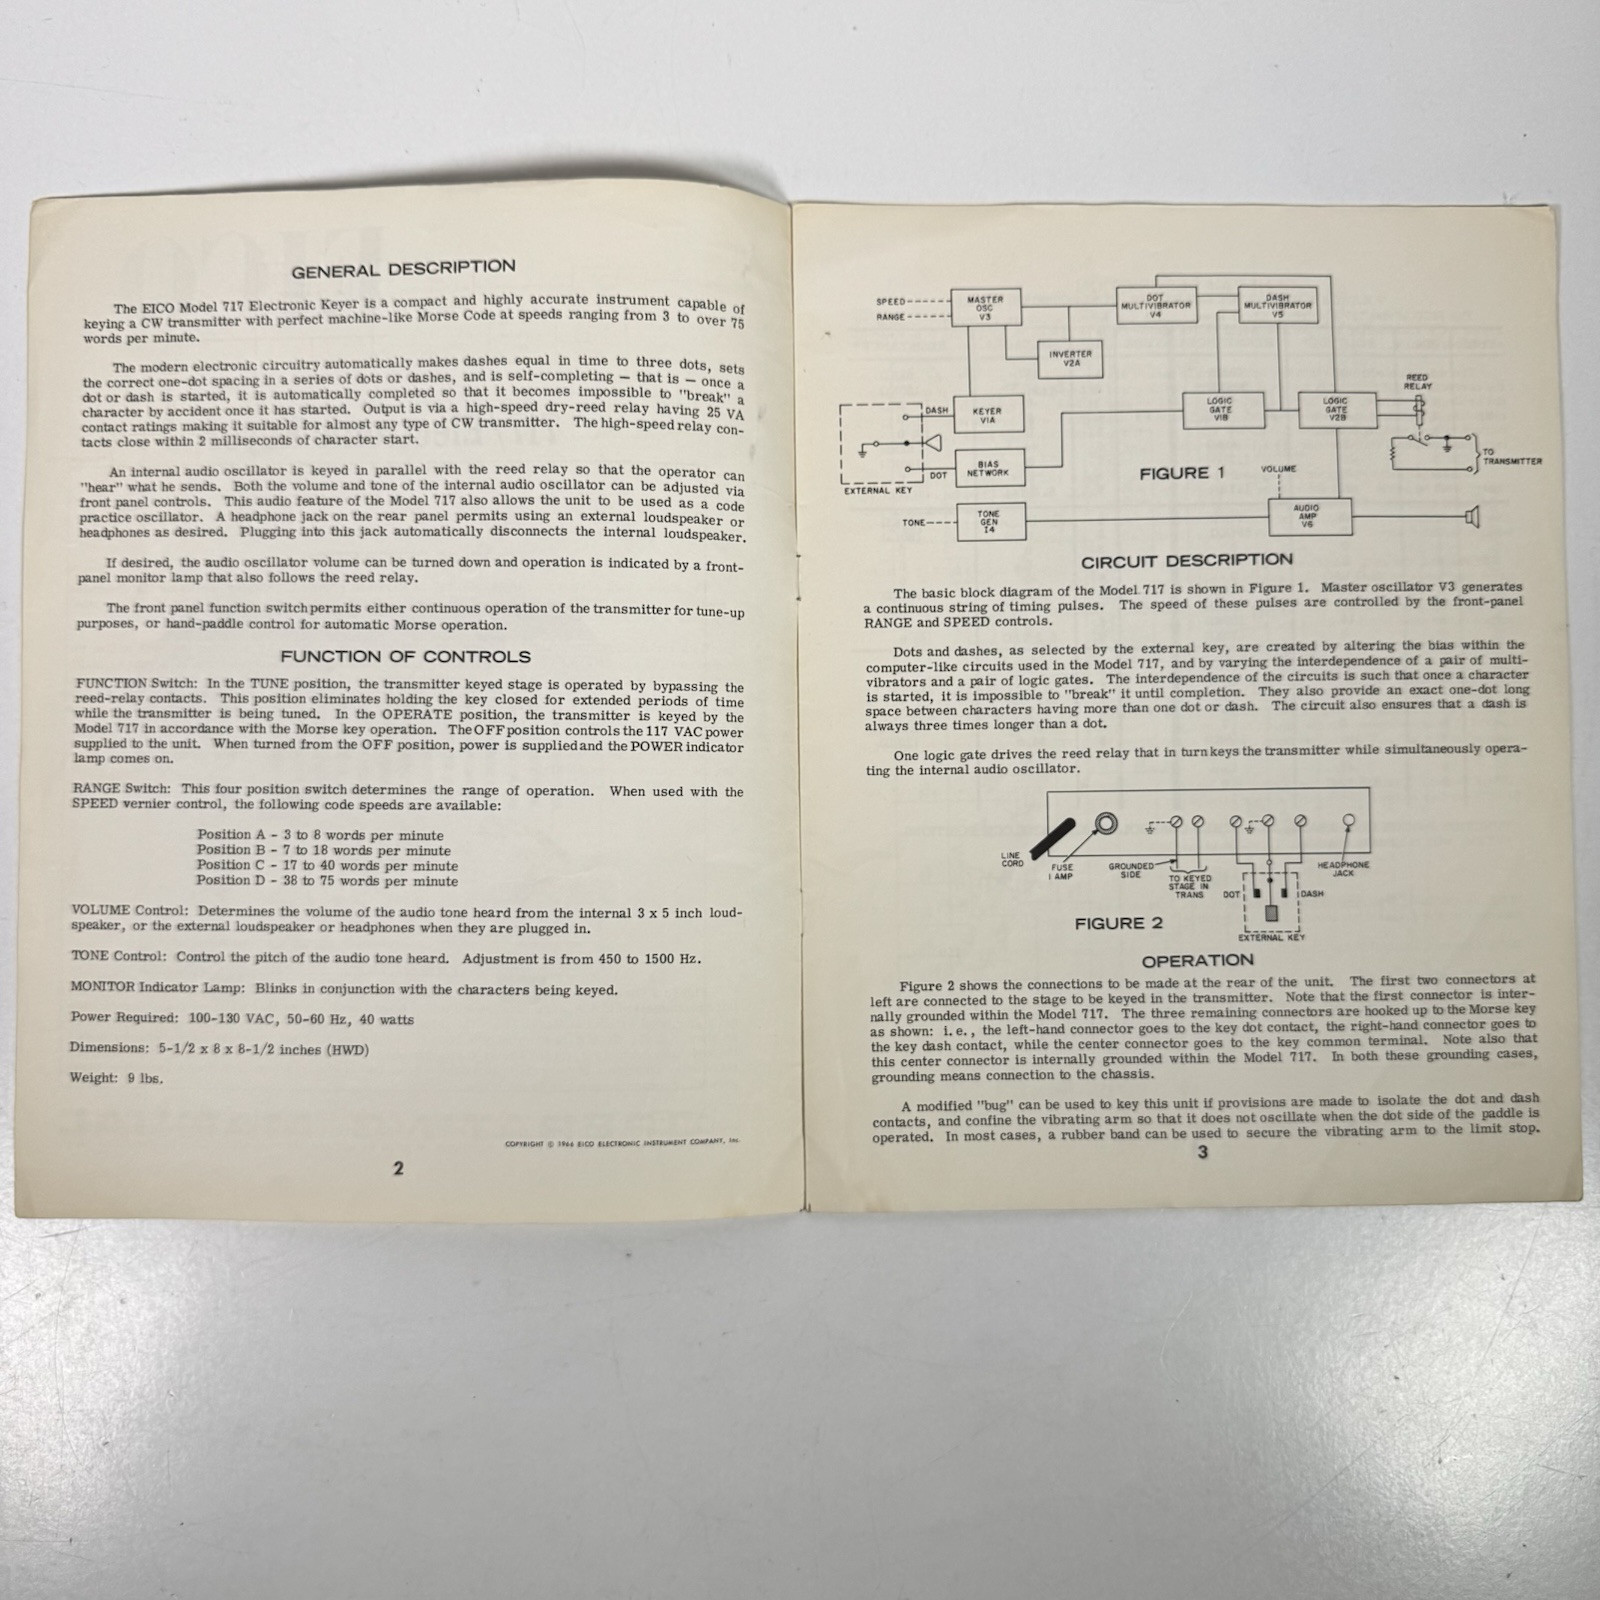 GENERAL DESCRIPTION
The EICO Model 717 Electronic Keyer is a compact and highly accurate instrument capable of
keying a CW transmitter with perfect machine-like Morse Code at speeds ranging from 3 to over 75
words per minute.
The modern electronic circuitry automatically makes dashes equal in time to three dots, sets
the correct one-dot spacing in a series of dots or dashes, and is self-completing — that is — once a
dot or dash is started, it is automatically completed so that it becomes impossible to "break" a
character by accident once it has started. Output is via a high-speed dry-reed relay having 25 VA
contact ratings making it suitable for almost any type of CW transmitter. The high-speed relay con-
tacts close within 2 milliseconds of character start.
An internal audio oscillator is keyed in parallel with the reed relay so that the operator can
"hear" what he sends. Both the volume and tone of the internal audio oscillator can be adjusted via
front panel controls. This audio feature of the Model 717 also allows the unit to be used as a code
practice oscillator. A headphone jack on the rear panel permits using an external loudspeaker or
headphones as desired. Plugging into this jack automatically disconnects the internal loudspeaker.
If desired, the audio oscillator volume can be turned down and operation is indicated by a front-
panel monitor lamp that also follows the reed relay.
The front panel function switch permits either continuous operation of the transmitter for tune-up
purposes, or hand-paddle control for automatic Morse operation.
FUNCTION OF CONTROLS
FUNCTION Switch: In the TUNE position, the transmitter keyed stage is operated by bypassing the
reed-relay contacts. This position eliminates holding the key closed for extended periods of time
while the transmitter is being tuned. In the OPERATE position, the transmitter is keyed by the
Model 717 in accordance with the Morse key operation. The OFF position controls the 117 VAC power
supplied to the unit. When turned from the OFF position, power is supplied and the POWER indicator
lamp comes on.
RANGE Switch: This four position switch determines the range of operation. When used with the
SPEED vernier control, the following code speeds are available:
Position A - 3 to 8 words per minute
Position B - 7 to 18 words per minute
Position C - 17 to 40 words per minute
Position D - 38 to 75 words per minute
VOLUME Control: Determines the volume of the audio tone heard from the internal 3 x 5 inch loud-
speaker, or the external loudspeaker or headphones when they are plugged in.
TONE Control: Control the pitch of the audio tone heard. Adjustment is from 450 to 1500 Hz.
MONITOR Indicator Lamp: Blinks in conjunction with the characters being keyed.
Power Required: 100-130 VAC, 50-60 Hz, 40 watts
Dimensions: 5-1/2 x 8 x 8-1/2 inches (HWD)
Weight: 9 lbs.
COPYRIGHT © 1966 EICO ELECTRONIC INSTRUMENT COMPANY, Inc.
2
SPEED
RANGE
MASTER
OSC
V3
DOT
MULTIVIBRATOR
V4
DASH
MULTIVIBRATOR
V5
INVERTER
V2A
REED
RELAY
DASH
KEYER
V1A
LOGIC
GATE
V1B
LOGIC
GATE
V2B
DOT
BIAS
NETWORK
EXTERNAL KEY
FIGURE 1
VOLUME
TO
TRANSMITTER
TONE
TONE
GEN
I4
AUDIO
AMP
V6
CIRCUIT DESCRIPTION
The basic block diagram of the Model 717 is shown in Figure 1. Master oscillator V3 generates
a continuous string of timing pulses. The speed of these pulses are controlled by the front-panel
RANGE and SPEED controls.
Dots and dashes, as selected by the external key, are created by altering the bias within the
computer-like circuits used in the Model 717, and by varying the interdependence of a pair of multi-
vibrators and a pair of logic gates. The interdependence of the circuits is such that once a character
is started, it is impossible to "break" it until completion. They also provide an exact one-dot long
space between characters having more than one dot or dash. The circuit also ensures that a dash is
always three times longer than a dot.
One logic gate drives the reed relay that in turn keys the transmitter while simultaneously opera-
ting the internal audio oscillator.
LINE
CORD
FUSE
1 AMP
GROUNDED
SIDE
TO KEYED
STAGE IN
TRANS
DOT
DASH
HEADPHONE
JACK
EXTERNAL KEY
FIGURE 2
OPERATION
Figure 2 shows the connections to be made at the rear of the unit. The first two connectors at
left are connected to the stage to be keyed in the transmitter. Note that the first connector is inter-
nally grounded within the Model 717. The three remaining connectors are hooked up to the Morse key
as shown: i.e., the left-hand connector goes to the key dot contact, the right-hand connector goes to
the key dash contact, while the center connector goes to the key common terminal. Note also that
this center connector is internally grounded within the Model 717. In both these grounding cases,
grounding means connection to the chassis.
A modified "bug" can be used to key this unit if provisions are made to isolate the dot and dash
contacts, and confine the vibrating arm so that it does not oscillate when the dot side of the paddle is
operated. In most cases, a rubber band can be used to secure the vibrating arm to the limit stop.
3